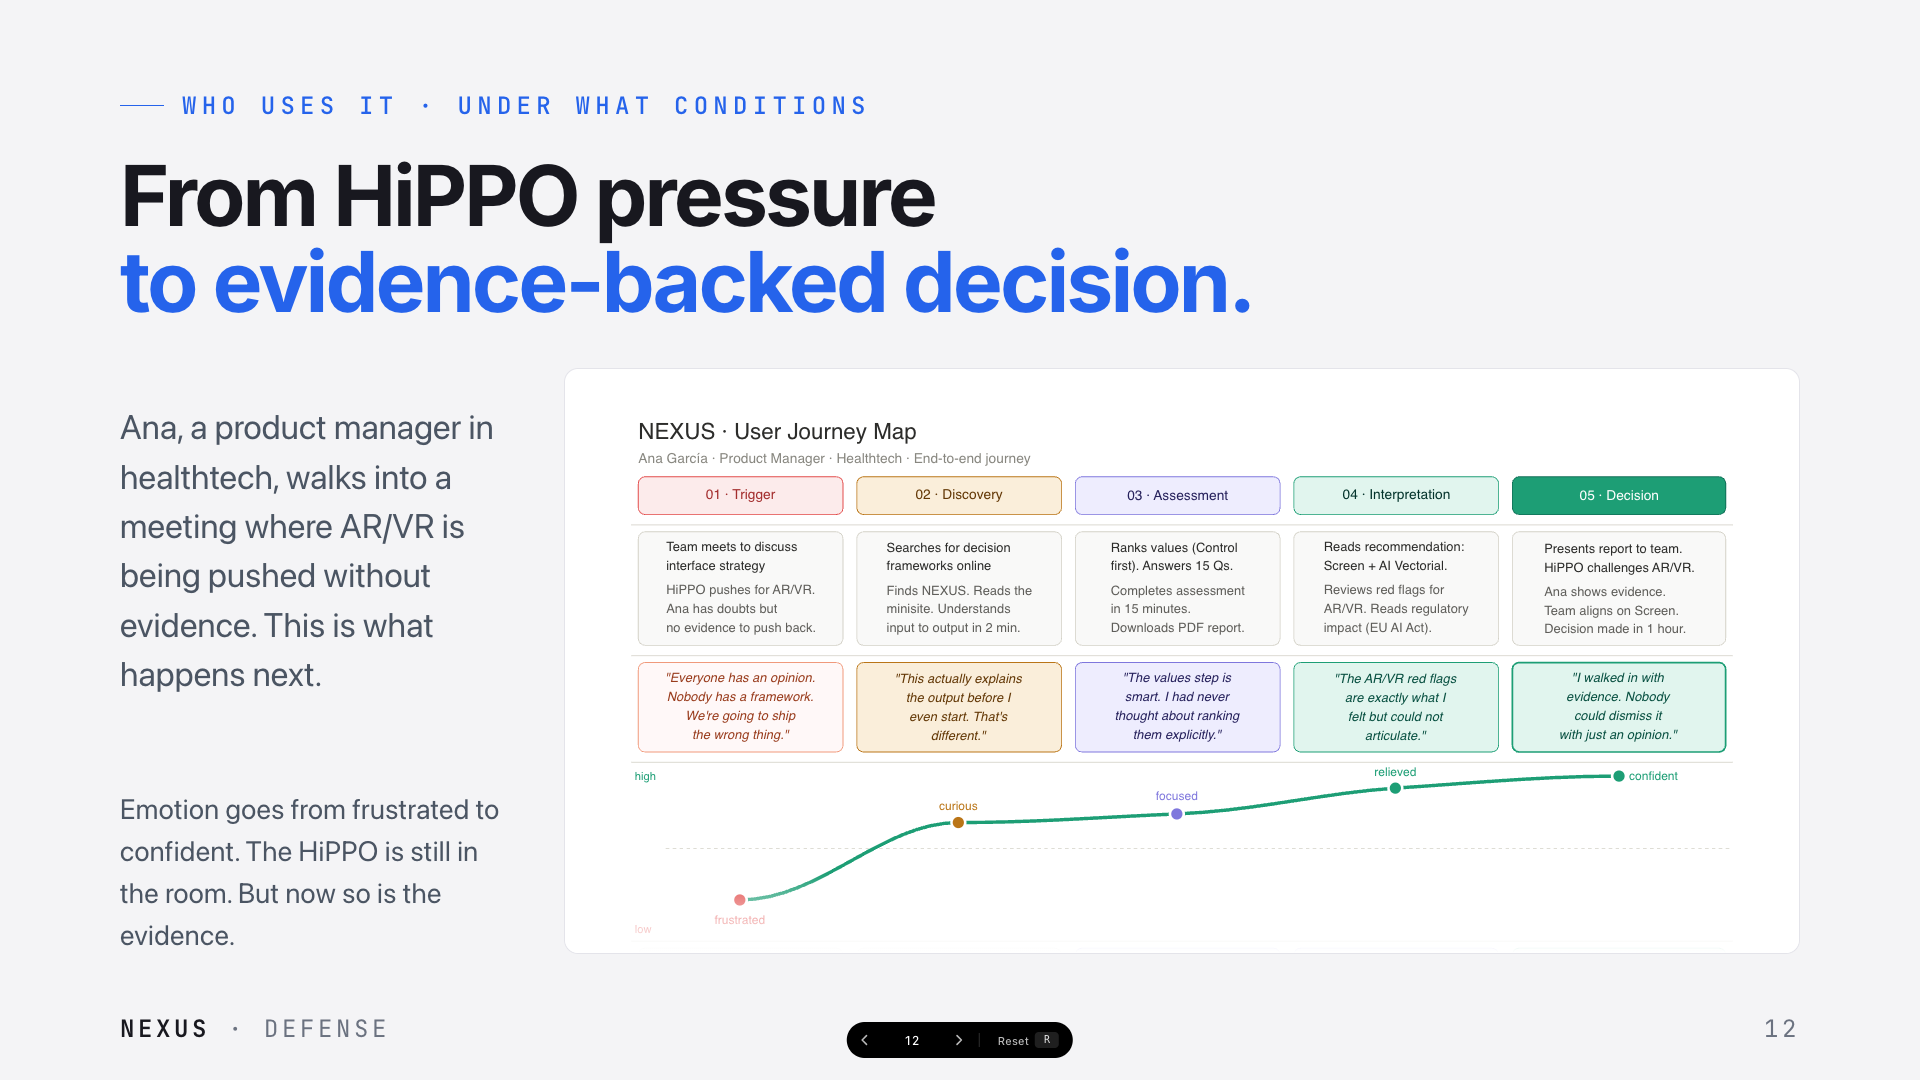 WHO USES IT · UNDER WHAT CONDITIONS
From HiPPO pressure
to evidence-backed decision.
Ana, a product manager in
healthtech, walks into a
meeting where AR/VR is
being pushed without
evidence. This is what
happens next.
Emotion goes from frustrated to
confident. The HiPPO is still in
the room. But now so is the
evidence.
NEXUS · User Journey Map
Ana García · Product Manager · Healthtech · End-to-end journey
01 · Trigger
02 · Discovery
03 · Assessment
04 · Interpretation
05 · Decision
Team meets to discuss
interface strategy
HiPPO pushes for AR/VR.
Ana has doubts but
no evidence to push back.
Searches for decision
frameworks online
Finds NEXUS. Reads the
minisite. Understands
input to output in 2 min.
Ranks values (Control
first). Answers 15 Qs.
Completes assessment
in 15 minutes.
Downloads PDF report.
Reads recommendation:
Screen + AI Vectorial.
Reviews red flags for
AR/VR. Reads regulatory
impact (EU AI Act).
Presents report to team.
HiPPO challenges AR/VR.
Ana shows evidence.
Team aligns on Screen.
Decision made in 1 hour.
"Everyone has an opinion.
Nobody has a framework.
We're going to ship
the wrong thing."
"This actually explains
the output before I
even start. That's
different."
"The values step is
smart. I had never
thought about ranking
them explicitly."
"The AR/VR red flags
are exactly what I
felt but could not
articulate."
"I walked in with
evidence. Nobody
could dismiss it
with just an opinion."
high
frustrated
curious
focused
relieved
confident
low
NEXUS · DEFENSE
12
Reset R
12